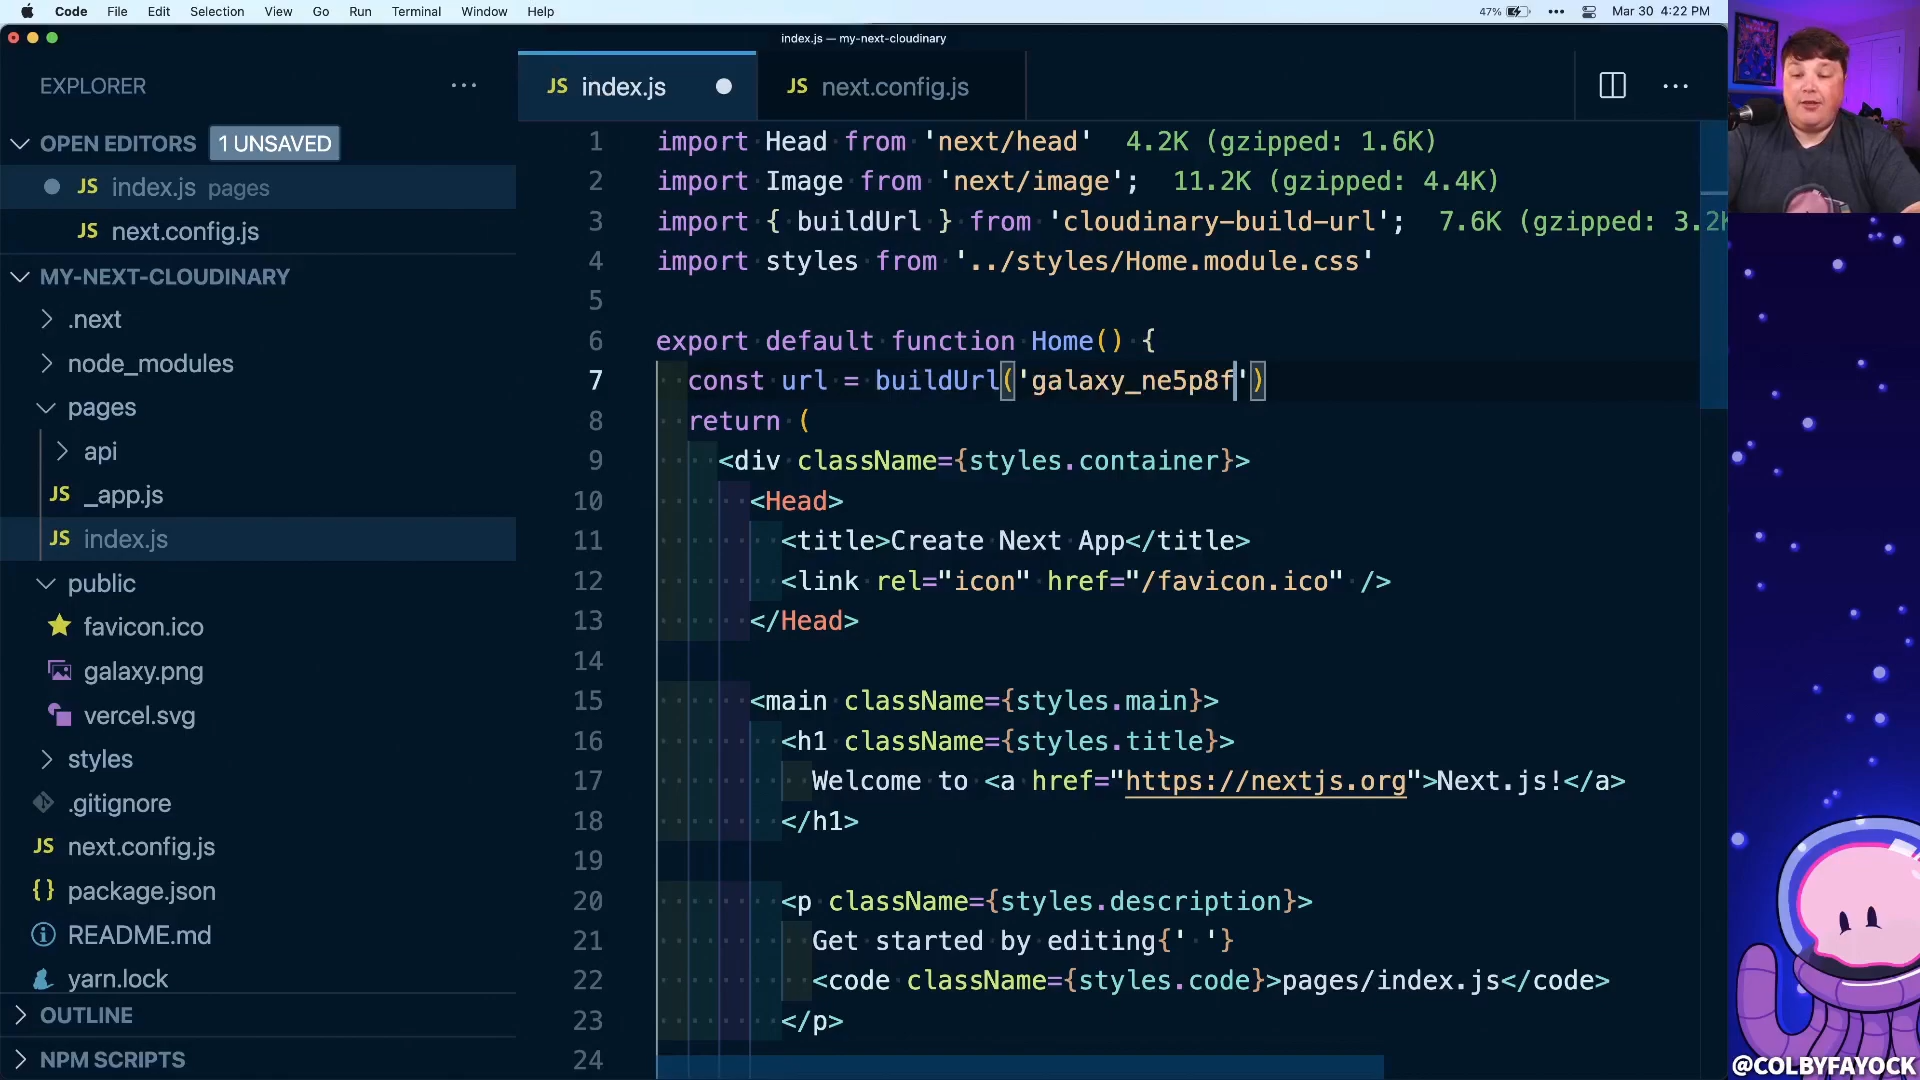 Code File Edit Selection View Go Run Terminal Window Help 47% Mar 30 4:22 PM
index.js — my-next-cloudinary
EXPLORER
OPEN EDITORS 1 UNSAVED
JS index.js pages
JS next.config.js
MY-NEXT-CLOUDINARY
.next
node_modules
pages
api
JS _app.js
JS index.js
public
favicon.ico
galaxy.png
vercel.svg
styles
.gitignore
JS next.config.js
{} package.json
README.md
yarn.lock
OUTLINE
NPM SCRIPTS
JS index.js JS next.config.js
1 import Head from 'next/head' 4.2K (gzipped: 1.6K)
2 import Image from 'next/image'; 11.2K (gzipped: 4.4K)
3 import { buildUrl } from 'cloudinary-build-url'; 7.6K (gzipped: 3.2K
4 import styles from '../styles/Home.module.css'
5
6 export default function Home() {
7 const url = buildUrl('galaxy_ne5p8f')
8 return (
9 <div className={styles.container}>
10 <Head>
11 <title>Create Next App</title>
12 <link rel="icon" href="/favicon.ico" />
13 </Head>
14
15 <main className={styles.main}>
16 <h1 className={styles.title}>
17 Welcome to <a href="https://nextjs.org">Next.js!</a>
18 </h1>
19
20 <p className={styles.description}>
21 Get started by editing{' '}
22 <code className={styles.code}>pages/index.js</code>
23 </p>
24
@COLBYFAYOCK